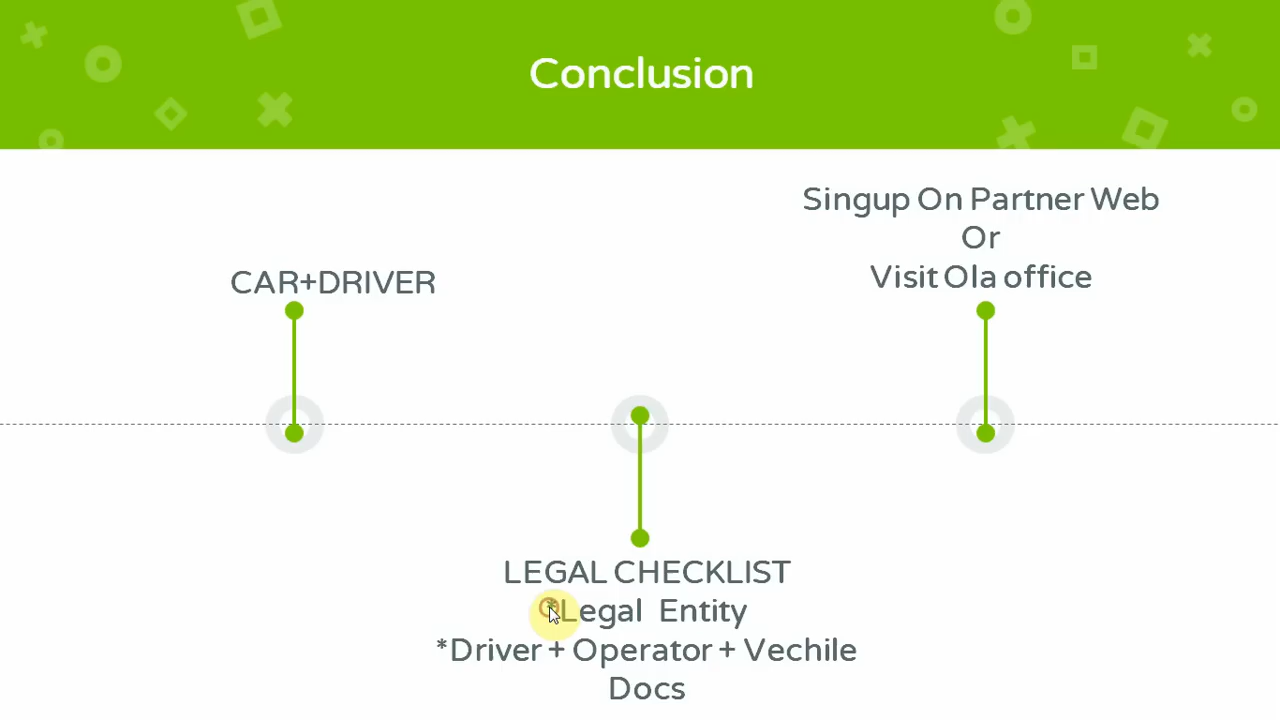 Conclusion
CAR+DRIVER
Singup On Partner Web
Or
Visit Ola office
LEGAL CHECKLIST
*Legal Entity
*Driver + Operator + Vechile
Docs